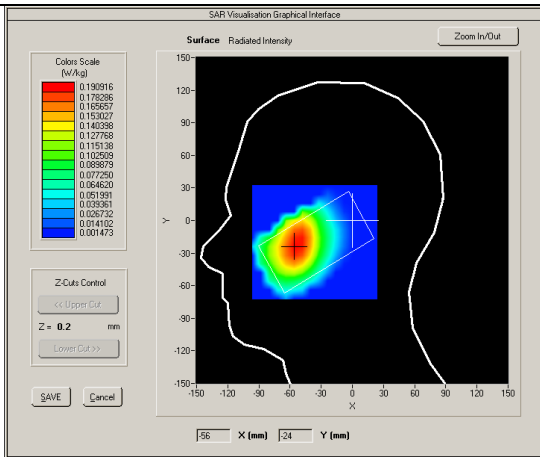 SAR Visualisation Graphical Interface
Surface Radiated Intensity
Zoom In/Out
Colors Scale
(W/kg)
0.190916
0.178286
0.165657
0.153027
0.140398
0.127768
0.115138
0.102509
0.089879
0.077250
0.064620
0.051991
0.039361
0.026732
0.014102
0.001473
150
120
90
60
30
0
-30
-60
-90
-120
-150
Y
-150 -120 -90 -60 -30 0 30 60 90 120 150
X
Z-Cuts Control
<< Upper Cut
Z = 0.2 mm
Lower Cut >>
SAVE Cancel
-56 X (mm) -24 Y (mm)